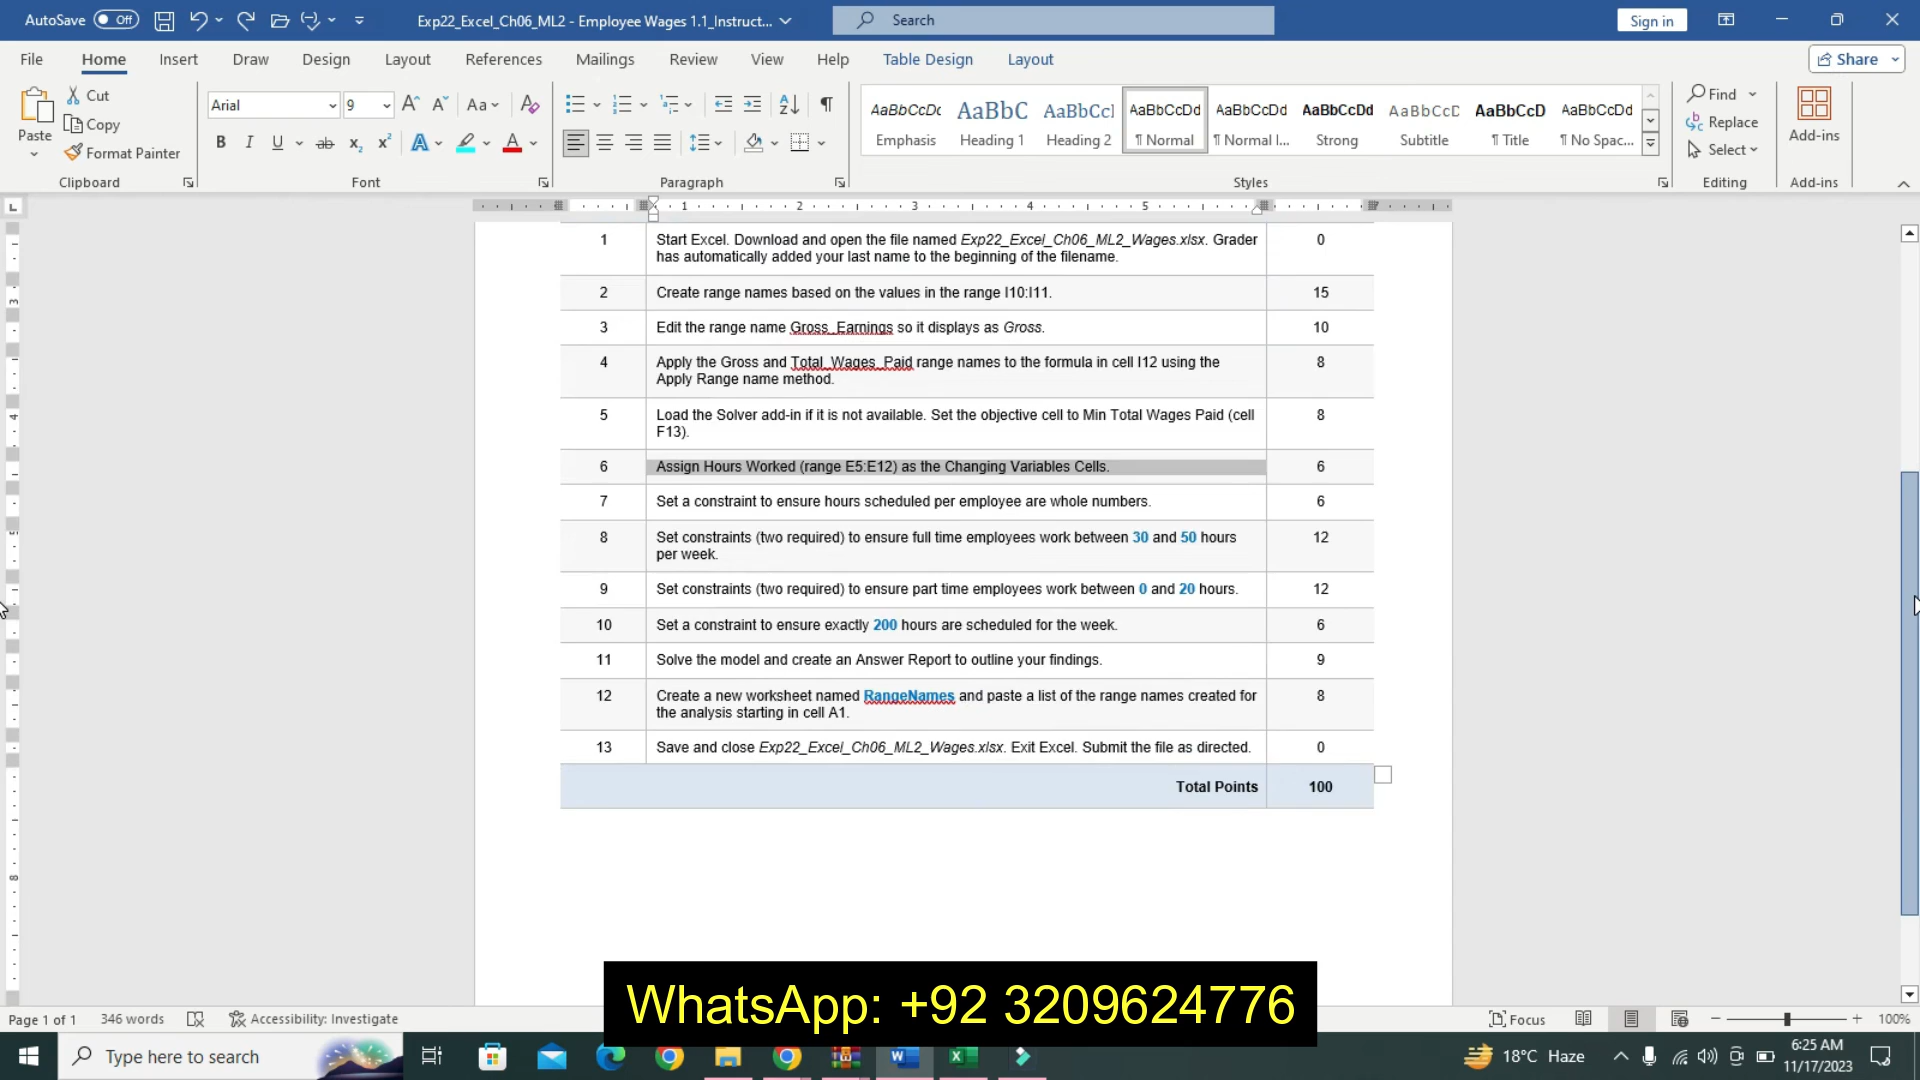 AutoSave Off Exp22_Excel_Ch06_ML2 - Employee Wages 1.1_Instruct... Search Sign in
File Home Insert Draw Design Layout References Mailings Review View Help Table Design Layout Share
Cut
Copy
Format Painter
Paste
Clipboard
Arial 9
Font
Paragraph
AaBbCcDc AaBbC AaBbCcI AaBbCcDd AaBbCcDd AaBbCcDd AaBbCcC AaBbCcD AaBbCcDd
Emphasis Heading 1 Heading 2 ¶ Normal ¶ Normal I... Strong Subtitle ¶ Title ¶ No Spac...
Styles
Find
Replace
Select
Editing
Add-ins
Add-ins
1 2 3 4 5
1 Start Excel. Download and open the file named Exp22_Excel_Ch06_ML2_Wages.xlsx. Grader 0
has automatically added your last name to the beginning of the filename.
2 Create range names based on the values in the range I10:I11. 15
3 Edit the range name Gross_Earnings so it displays as Gross. 10
4 Apply the Gross and Total_Wages_Paid range names to the formula in cell I12 using the 8
Apply Range name method.
5 Load the Solver add-in if it is not available. Set the objective cell to Min Total Wages Paid (cell 8
F13).
6 Assign Hours Worked (range E5:E12) as the Changing Variables Cells. 6
7 Set a constraint to ensure hours scheduled per employee are whole numbers. 6
8 Set constraints (two required) to ensure full time employees work between 30 and 50 hours 12
per week.
9 Set constraints (two required) to ensure part time employees work between 0 and 20 hours. 12
10 Set a constraint to ensure exactly 200 hours are scheduled for the week. 6
11 Solve the model and create an Answer Report to outline your findings. 9
12 Create a new worksheet named RangeNames and paste a list of the range names created for 8
the analysis starting in cell A1.
13 Save and close Exp22_Excel_Ch06_ML2_Wages.xlsx. Exit Excel. Submit the file as directed. 0
Total Points 100
WhatsApp: +92 3209624776
Page 1 of 1 346 words Accessibility: Investigate Focus 100%
Type here to search 18°C Haze 6:25 AM
11/17/2023